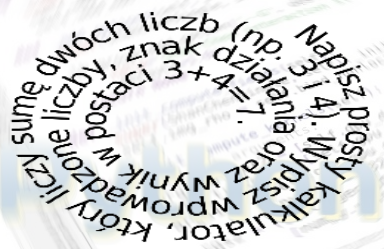 Napisz prosty kalkulator, który liczy sumę dwóch liczb (np. 3 i 4). Wypisz wprowadzone liczby, znak działania oraz wynik w postaci 3+4=7.